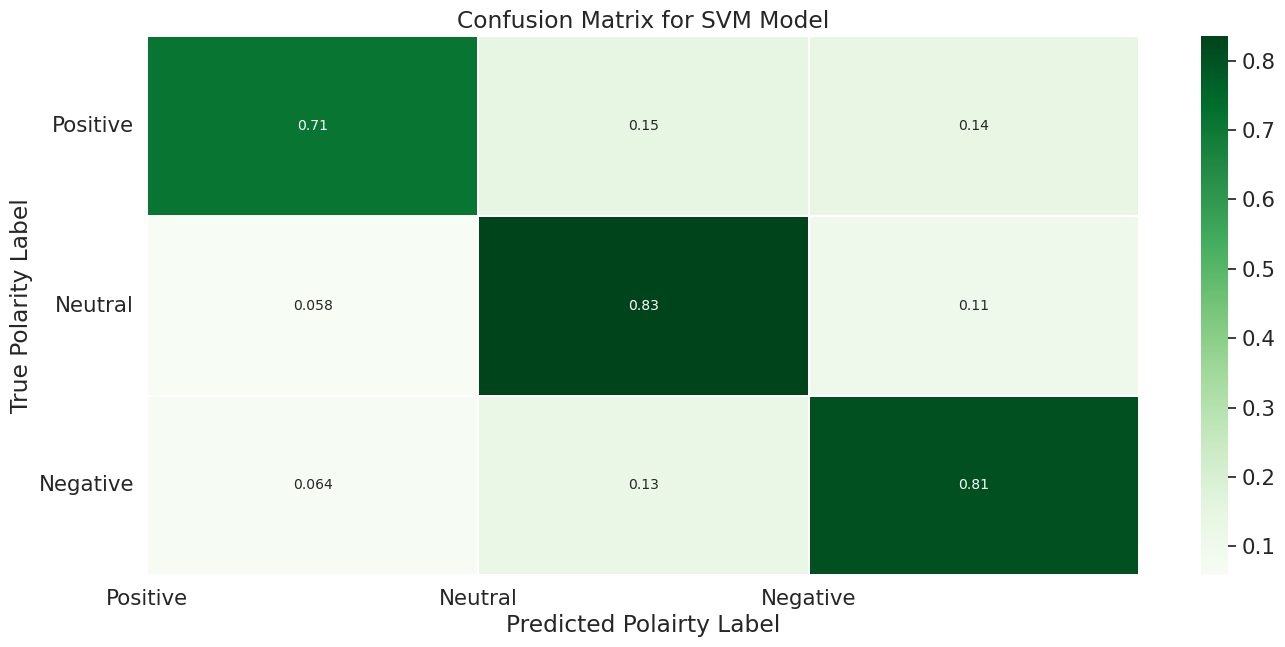 Confusion Matrix for SVM Model
True Polarity Label
Positive 0.71 0.15 0.14
Neutral 0.058 0.83 0.11
Negative 0.064 0.13 0.81
Positive Neutral Negative
Predicted Polairty Label
0.8
0.7
0.6
0.5
0.4
0.3
0.2
0.1